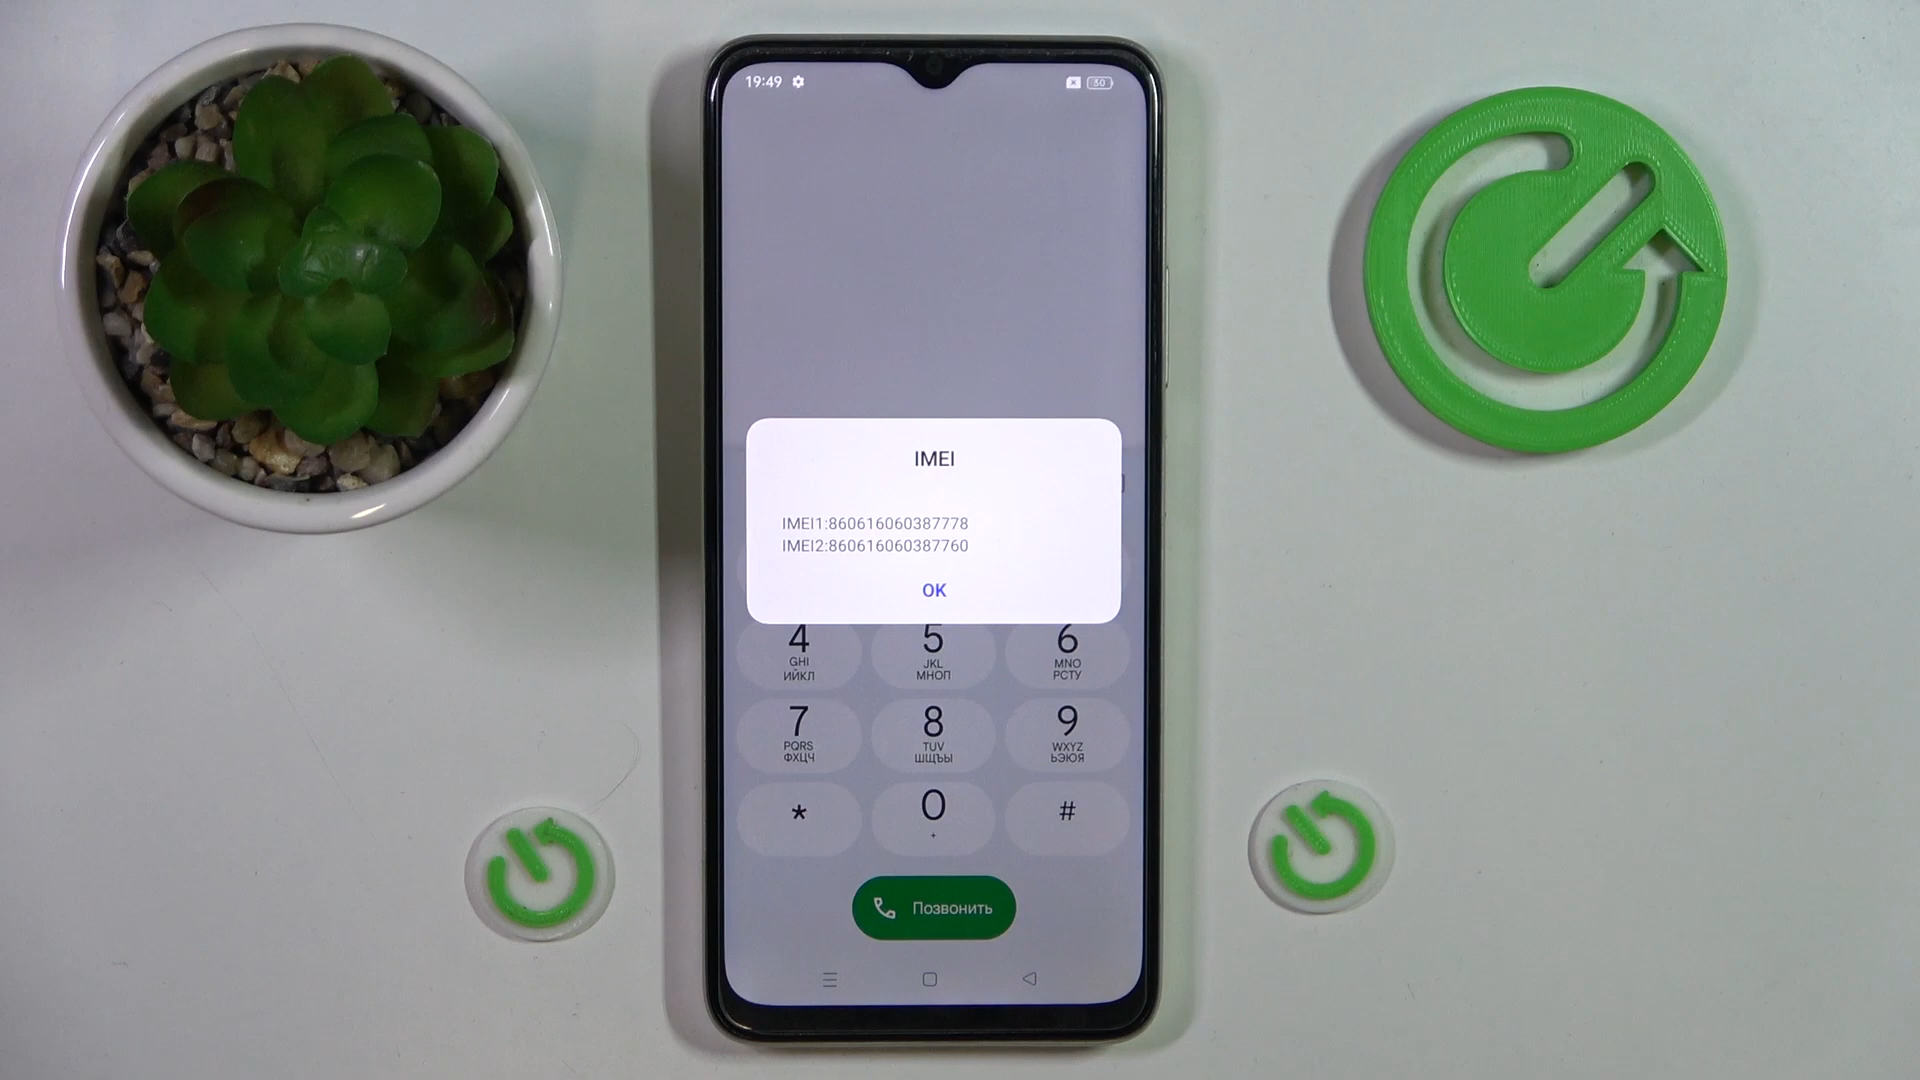 19:49
50
IMEI
IMEI1:860616060387778
IMEI2:860616060387760
OK
4 5 6
GHI JKL MNO
ИЙКЛ МНОП РСТУ
7 8 9
PQRS TUV WXYZ
ФХЦЧ ШЩЪЫ ЬЭЮЯ
* 0 #
+
Позвонить